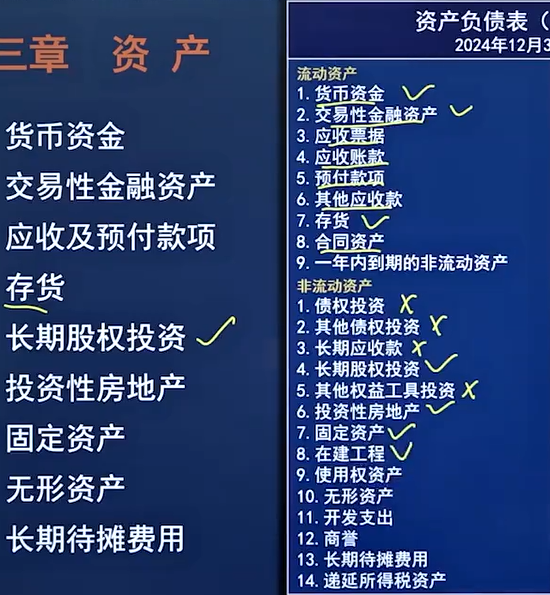 三章 资产
货币资金
交易性金融资产
应收及预付款项
存货
长期股权投资
投资性房地产
固定资产
无形资产
长期待摊费用
资产负债表（
2024年12月3
流动资产
1. 货币资金
2. 交易性金融资产
3. 应收票据
4. 应收账款
5. 预付款项
6. 其他应收款
7. 存货
8. 合同资产
9. 一年内到期的非流动资产
非流动资产
1. 债权投资
2. 其他债权投资
3. 长期应收款
4. 长期股权投资
5. 其他权益工具投资
6. 投资性房地产
7. 固定资产
8. 在建工程
9. 使用权资产
10. 无形资产
11. 开发支出
12. 商誉
13. 长期待摊费用
14. 递延所得税资产